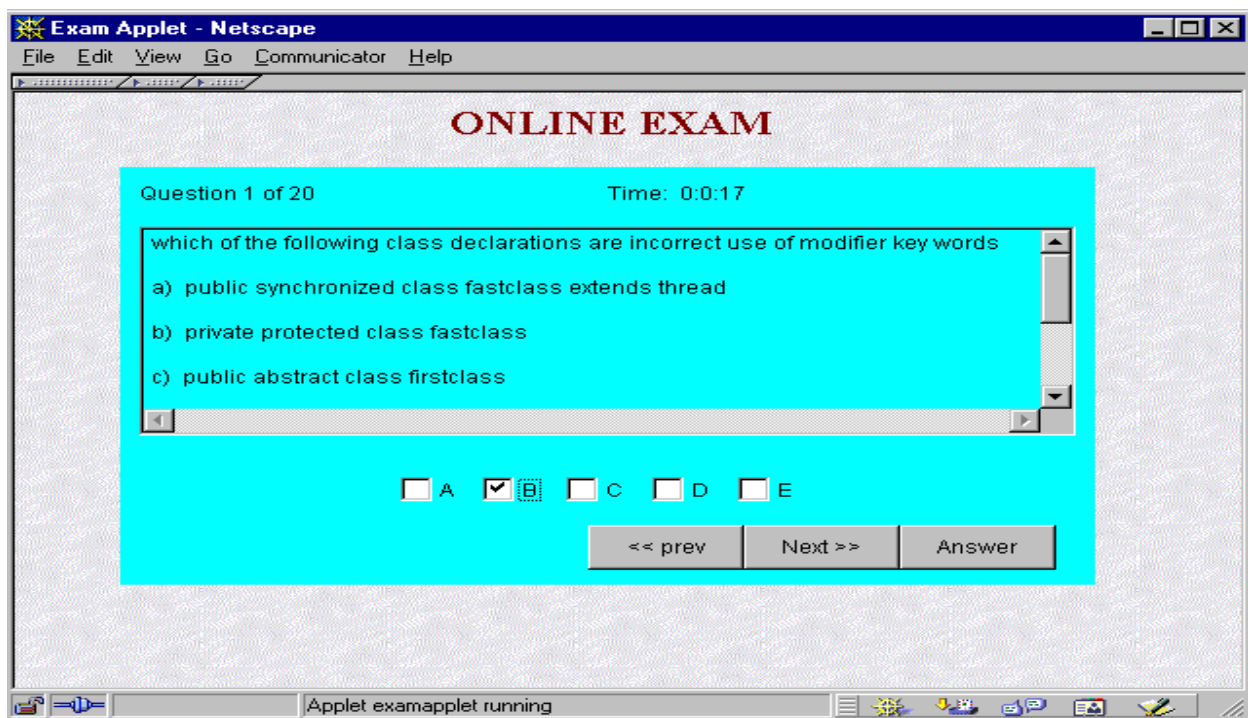 Exam Applet - Netscape
File Edit View Go Communicator Help
ONLINE EXAM
Question 1 of 20 Time: 0:0:17
which of the following class declarations are incorrect use of modifier key words
a) public synchronized class fastclass extends thread
b) private protected class fastclass
c) public abstract class firstclass
A B C D E
<< prev Next >> Answer
Applet examapplet running